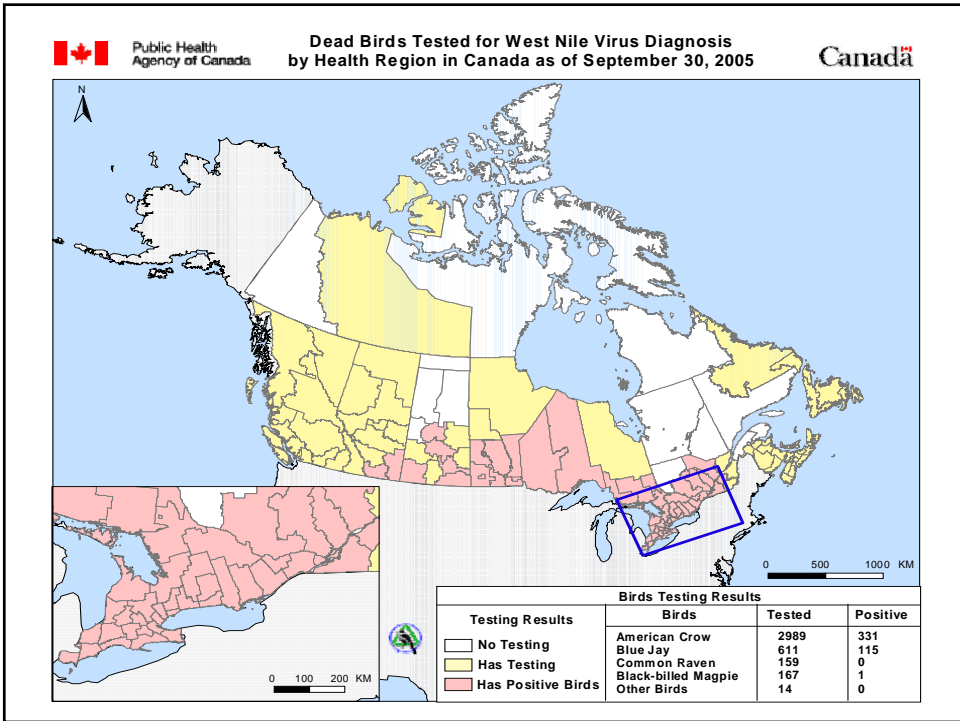 Public Health
Agency of Canada
Dead Birds Tested for West Nile Virus Diagnosis
by Health Region in Canada as of September 30, 2005
Canada
N
0 500 1000 KM
0 100 200 KM
Birds Testing Results
Testing Results
No Testing
Has Testing
Has Positive Birds
Birds Tested Positive
American Crow 2989 331
Blue Jay 611 115
Common Raven 159 0
Black-billed Magpie 167 1
Other Birds 14 0